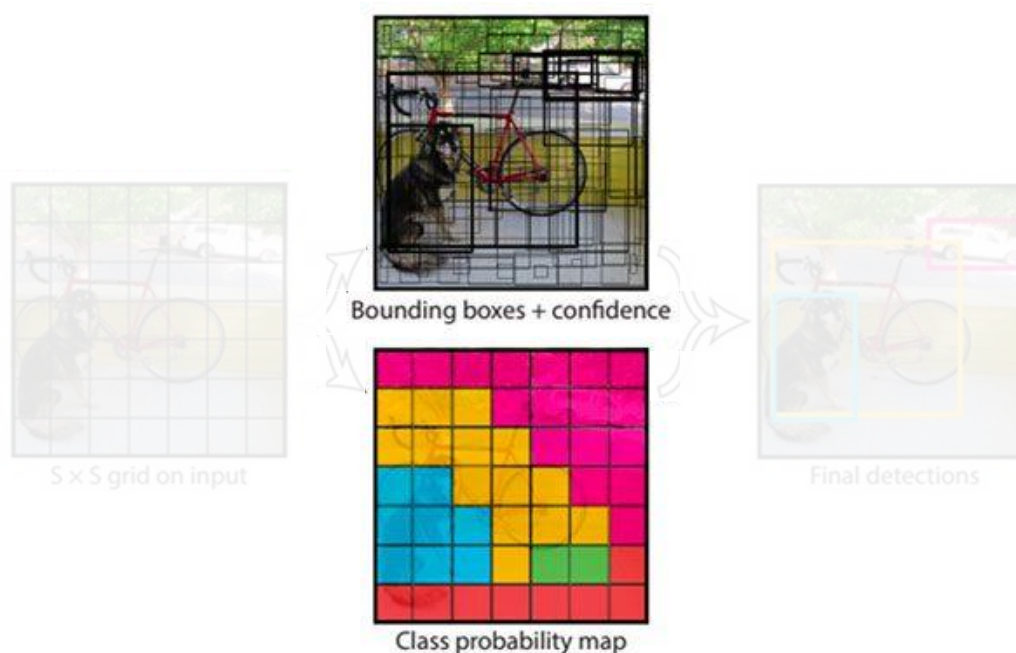 Bounding boxes + confidence
S × S grid on input
Final detections
Class probability map